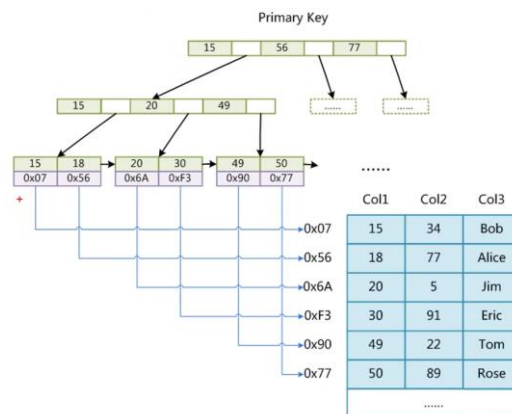 Primary Key
15 56 77
15 20 49
...... ......
15 18 20 30 49 50
0x07 0x56 0x6A 0xF3 0x90 0x77
......
+
Col1 Col2 Col3
0x07 15 34 Bob
0x56 18 77 Alice
0x6A 20 5 Jim
0xF3 30 91 Eric
0x90 49 22 Tom
0x77 50 89 Rose
......